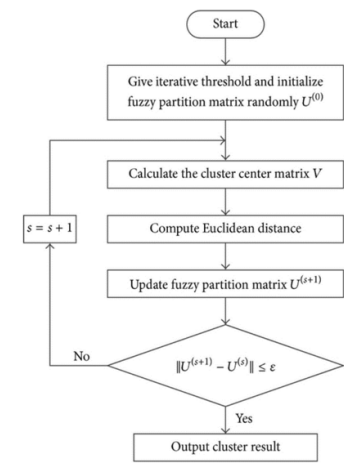 Start
Give iterative threshold and initialize
fuzzy partition matrix randomly U^(0)
Calculate the cluster center matrix V
s = s + 1
Compute Euclidean distance
Update fuzzy partition matrix U^(s+1)
No
‖U^(s+1) − U^(s)‖ ≤ ε
Yes
Output cluster result